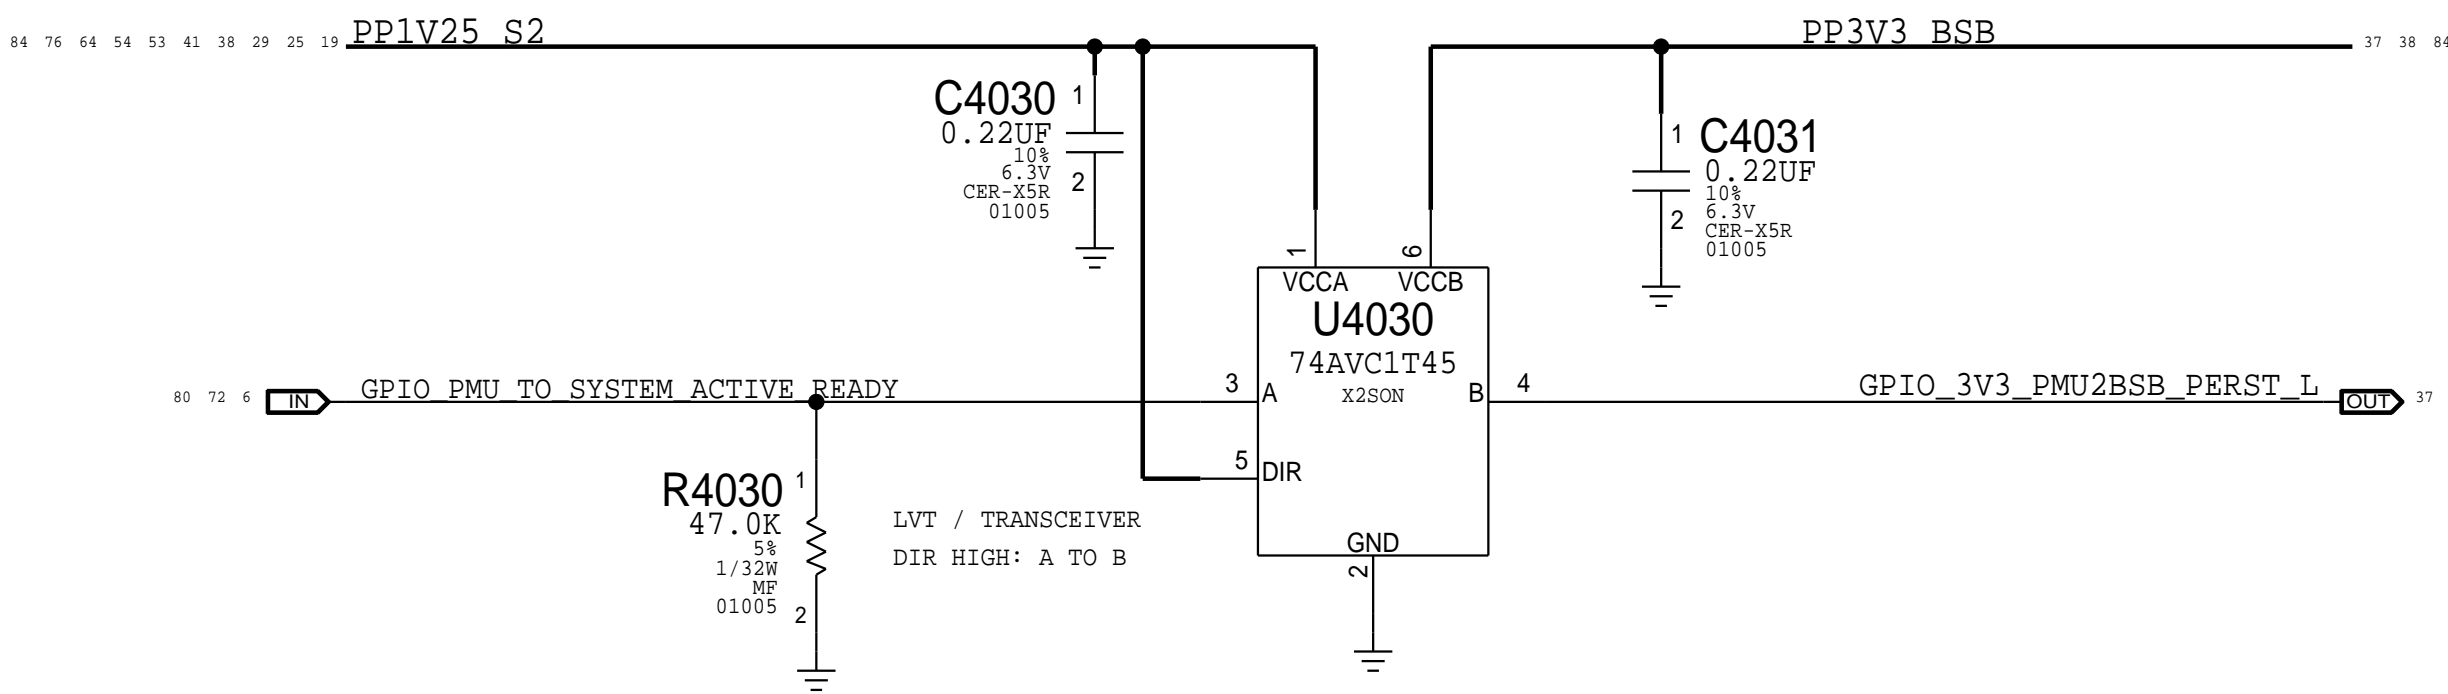 84 76 64 54 53 41 38 29 25 19 PP1V25_S2
PP3V3_BSB 37 38 84
C4030 1
0.22UF
10%
6.3V
CER-X5R
01005
2
1 C4031
0.22UF
10%
6.3V
CER-X5R
01005
2
1 6
VCCA VCCB
U4030
74AVC1T45
X2SON
80 72 6 IN GPIO_PMU_TO_SYSTEM_ACTIVE_READY 3 A
B 4 GPIO_3V3_PMU2BSB_PERST_L OUT 37
5 DIR
R4030 1
47.0K
5%
1/32W
MF
01005
2
LVT / TRANSCEIVER
DIR HIGH: A TO B
GND
2